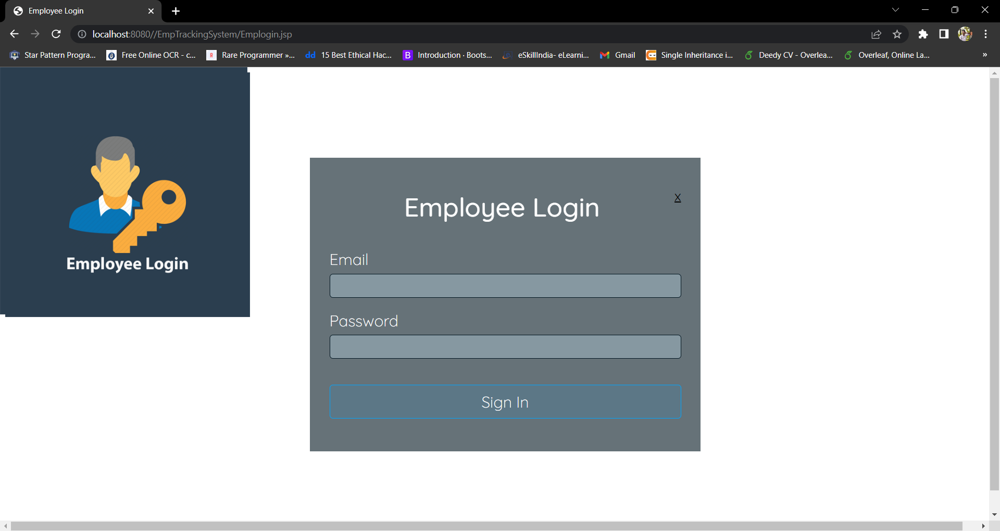 Employee Login
localhost:8080//EmpTrackingSystem/Emplogin.jsp
Star Pattern Progra... Free Online OCR - c... Rare Programmer »... 15 Best Ethical Hac... Introduction · Boots... eSkillIndia- eLearni... Gmail Single Inheritance i... Deedy CV - Overlea... Overleaf, Online La... »
Employee Login
Employee Login
X
Email
Password
Sign In